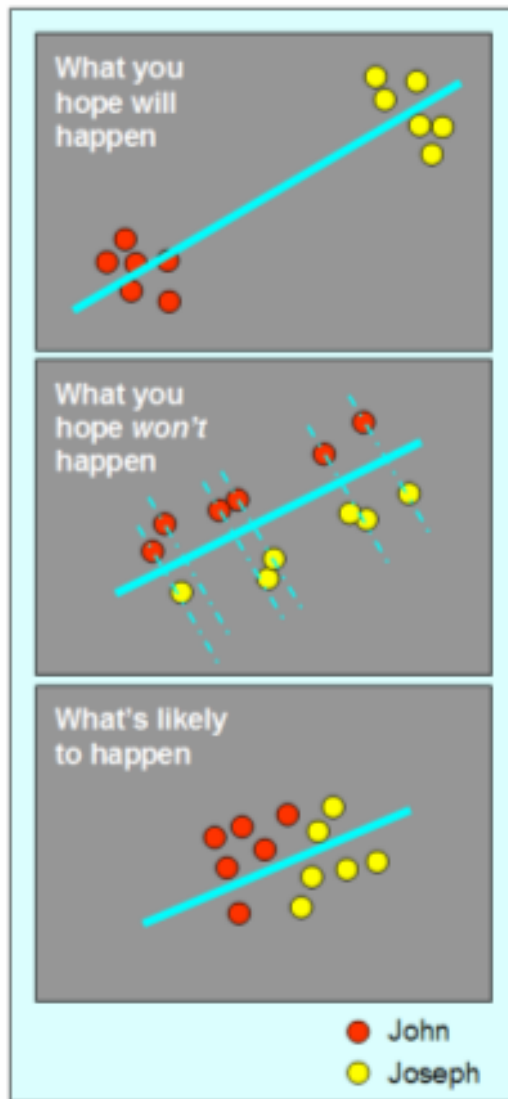 What you
hope will
happen
What you
hope won't
happen
What's likely
to happen
John
Joseph